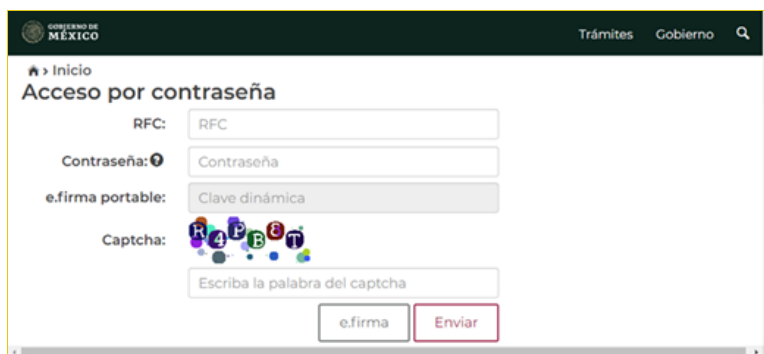 GOBIERNO DE
MÉXICO
Trámites Gobierno
Inicio
Acceso por contraseña
RFC: RFC
Contraseña: Contraseña
e.firma portable: Clave dinámica
Captcha: R4PBET
Escriba la palabra del captcha
e.firma Enviar